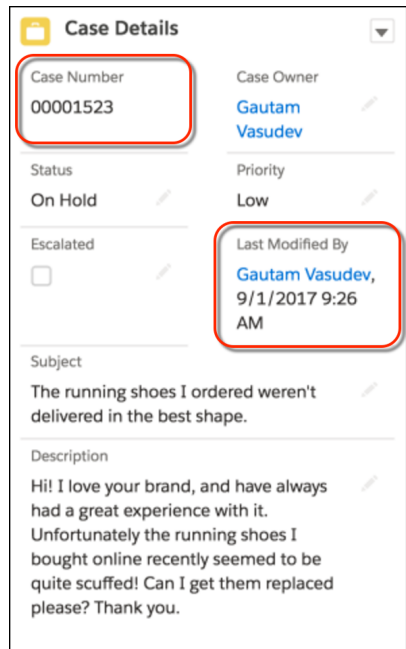 Case Details
Case Number
00001523
Case Owner
Gautam
Vasudev
Status
On Hold
Priority
Low
Escalated
Last Modified By
Gautam Vasudev,
9/1/2017 9:26
AM
Subject
The running shoes I ordered weren't
delivered in the best shape.
Description
Hi! I love your brand, and have always
had a great experience with it.
Unfortunately the running shoes I
bought online recently seemed to be
quite scuffed! Can I get them replaced
please? Thank you.